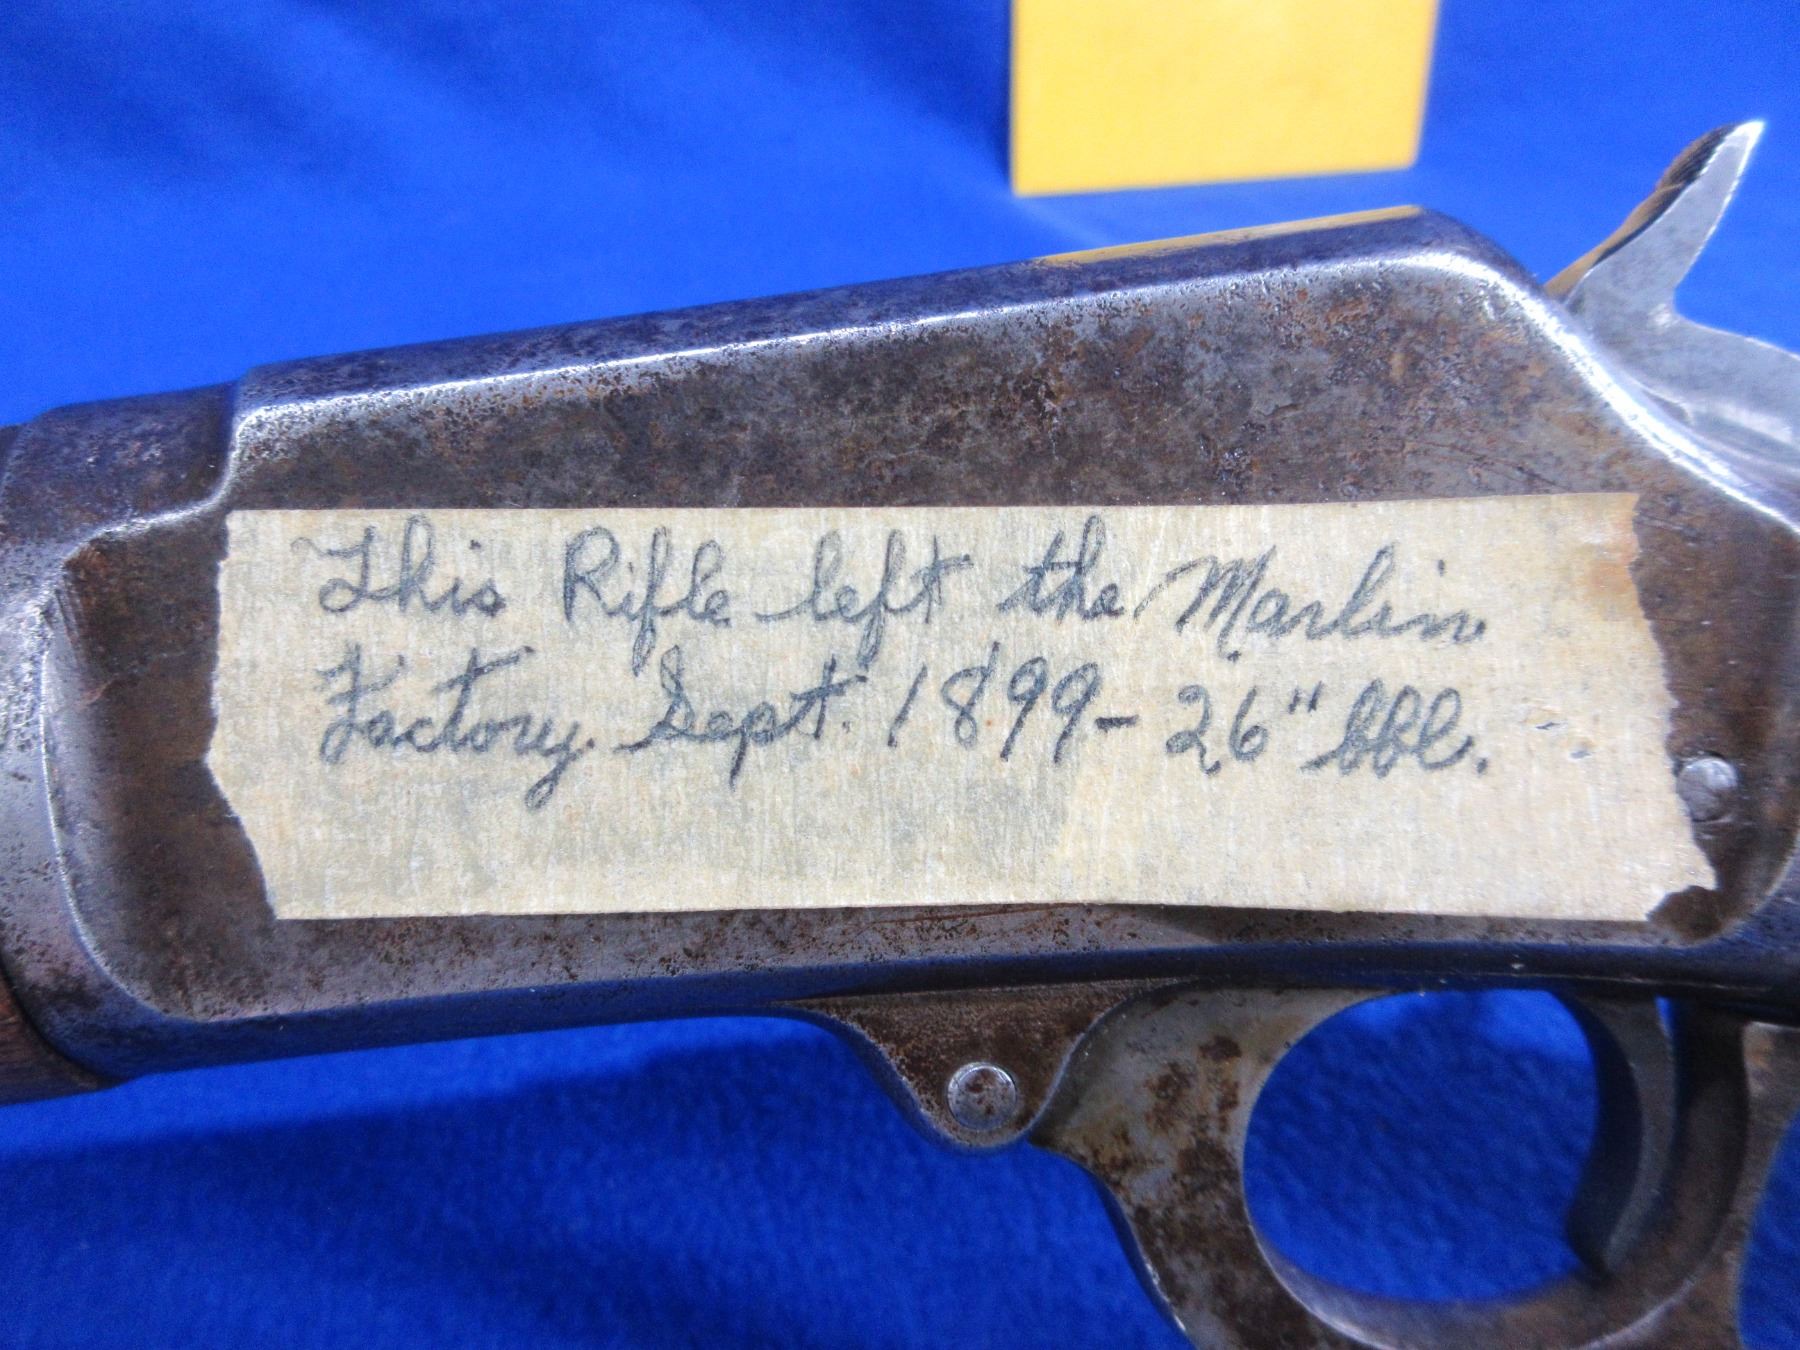 This Rifle left the Marlin
Factory Sept. 1899 - 26" bbl.